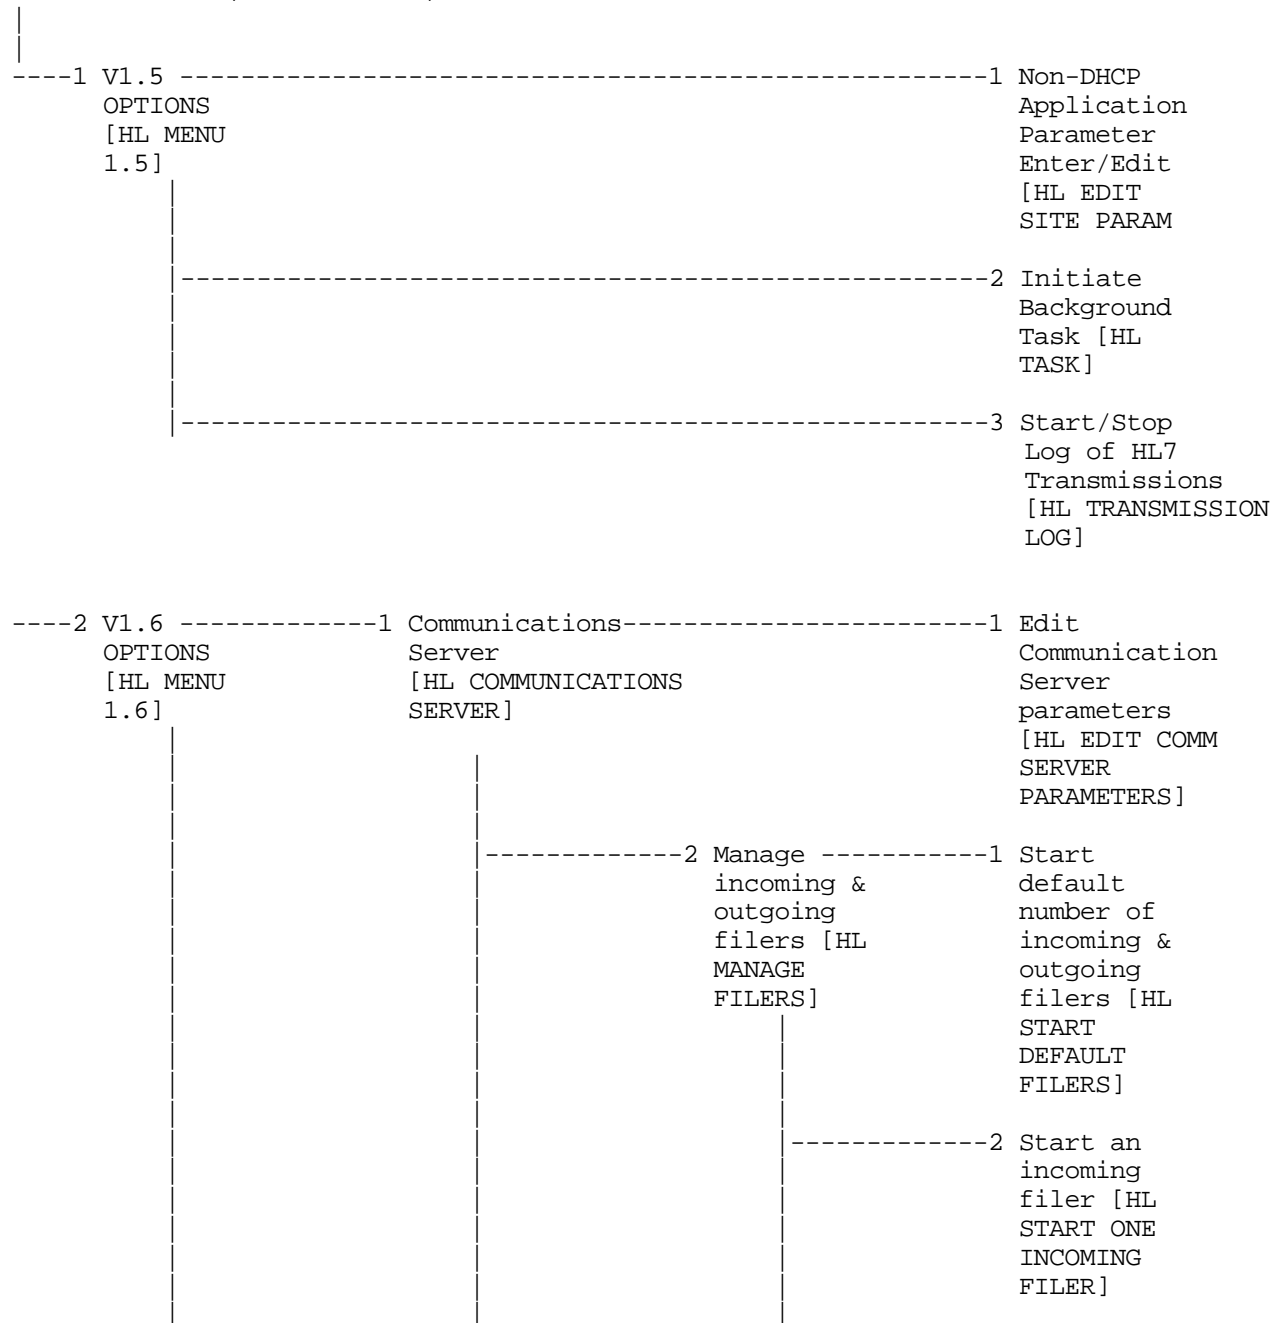 |
|
----1 V1.5 -----------------------------------------------------1 Non-DHCP
      OPTIONS                                                     Application
      [HL MENU                                                    Parameter
      1.5]                                                        Enter/Edit
          |                                                       [HL EDIT
          |                                                       SITE PARAM
          |
          |-----------------------------------------------------2 Initiate
          |                                                       Background
          |                                                       Task [HL
          |                                                       TASK]
          |
          |-----------------------------------------------------3 Start/Stop
                                                                  Log of HL7
                                                                  Transmissions
                                                                  [HL TRANSMISSION
                                                                  LOG]

----2 V1.6 -------------1 Communications------------------------1 Edit
      OPTIONS             Server                                  Communication
      [HL MENU            [HL COMMUNICATIONS                      Server
      1.6]                SERVER]                                 parameters
          |                                                       [HL EDIT COMM
          |                   |                                   SERVER
          |                   |                                   PARAMETERS]
          |                   |
          |                   |-------------2 Manage -----------1 Start
          |                   |               incoming &          default
          |                   |               outgoing            number of
          |                   |               filers [HL          incoming &
          |                   |               MANAGE              outgoing
          |                   |               FILERS]             filers [HL
          |                   |                   |               START
          |                   |                   |               DEFAULT
          |                   |                   |               FILERS]
          |                   |                   |
          |                   |                   |-------------2 Start an
          |                   |                   |               incoming
          |                   |                   |               filer [HL
          |                   |                   |               START ONE
          |                   |                   |               INCOMING
          |                   |                   |               FILER]
          |                   |                   |